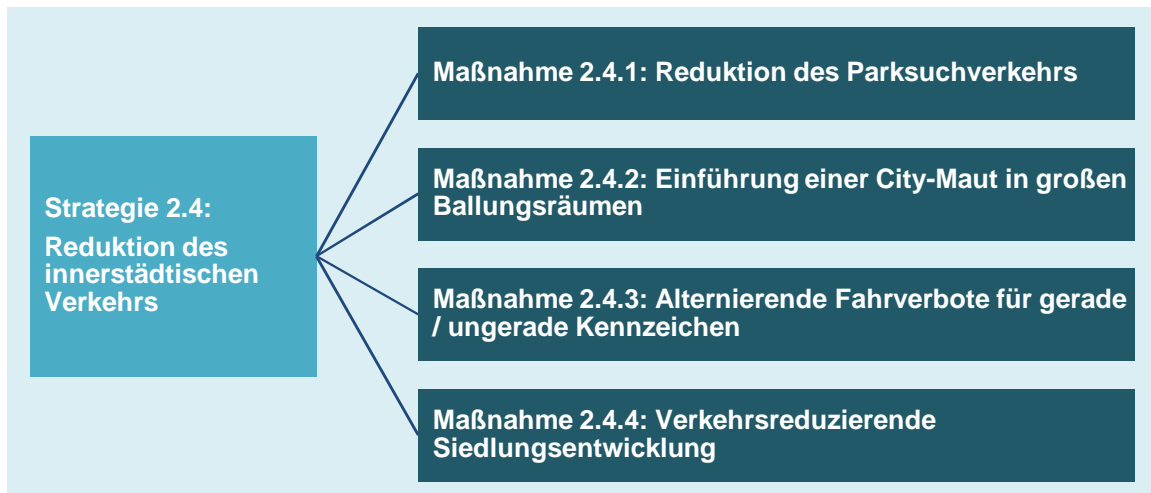 Strategie 2.4:
Reduktion des
innerstädtischen
Verkehrs
Maßnahme 2.4.1: Reduktion des Parksuchverkehrs
Maßnahme 2.4.2: Einführung einer City-Maut in großen
Ballungsräumen
Maßnahme 2.4.3: Alternierende Fahrverbote für gerade
/ ungerade Kennzeichen
Maßnahme 2.4.4: Verkehrsreduzierende
Siedlungsentwicklung